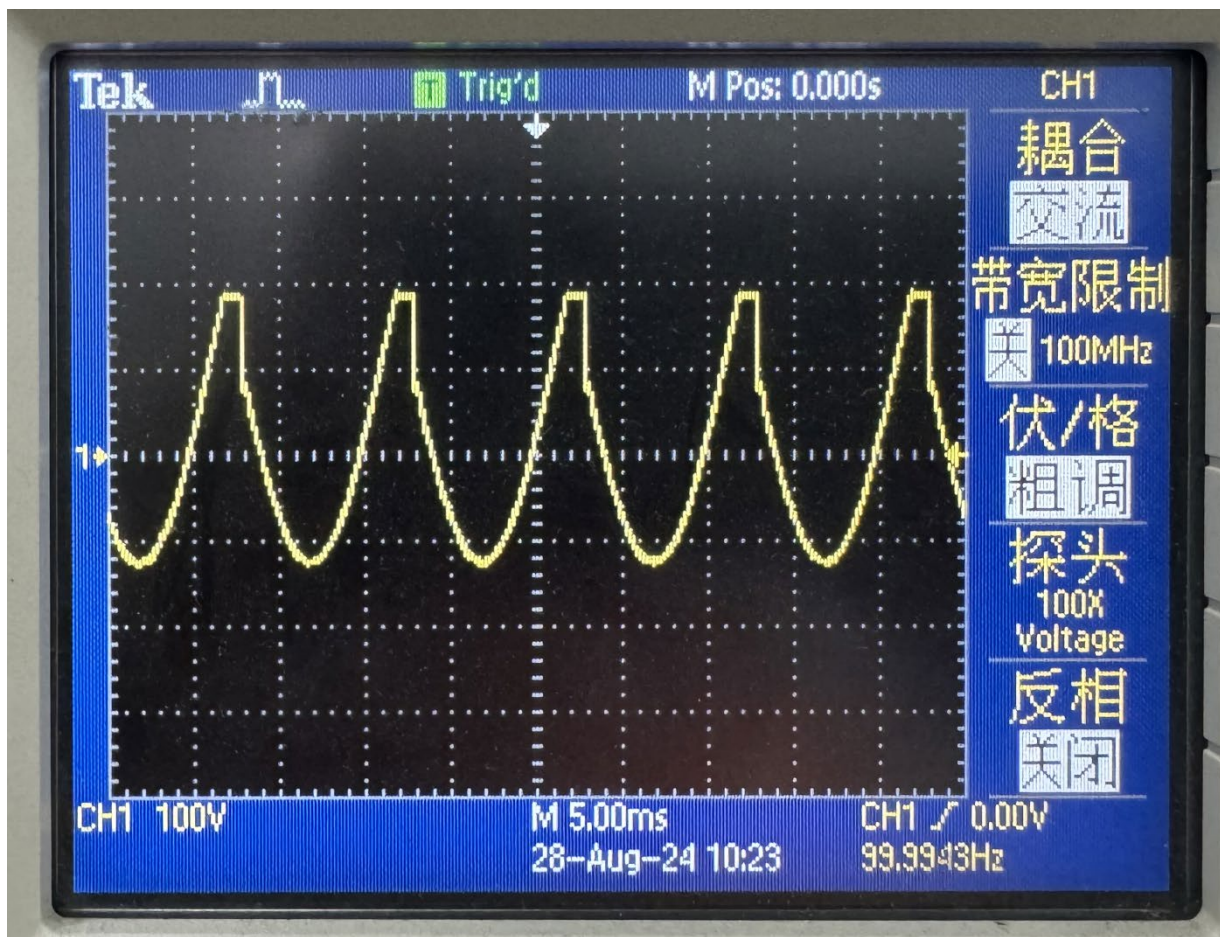 Tek T Trig'd M Pos: 0.000s CH1
耦合
交流
带宽限制
关 100MHz
伏/格
粗调
探头
100X
Voltage
反相
关闭
1
CH1 100V M 5.00ms CH1 0.00V
28-Aug-24 10:23 99.9943Hz